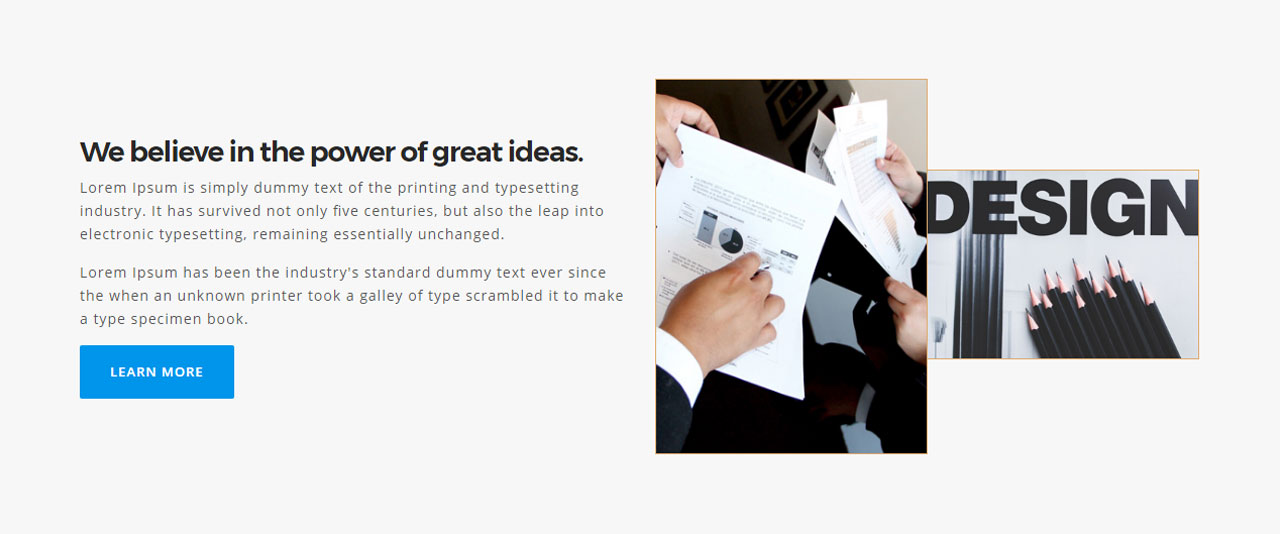 We believe in the power of great ideas.
Lorem Ipsum is simply dummy text of the printing and typesetting
industry. It has survived not only five centuries, but also the leap into
electronic typesetting, remaining essentially unchanged.
Lorem Ipsum has been the industry's standard dummy text ever since
the when an unknown printer took a galley of type scrambled it to make
a type specimen book.
LEARN MORE
DESIGN